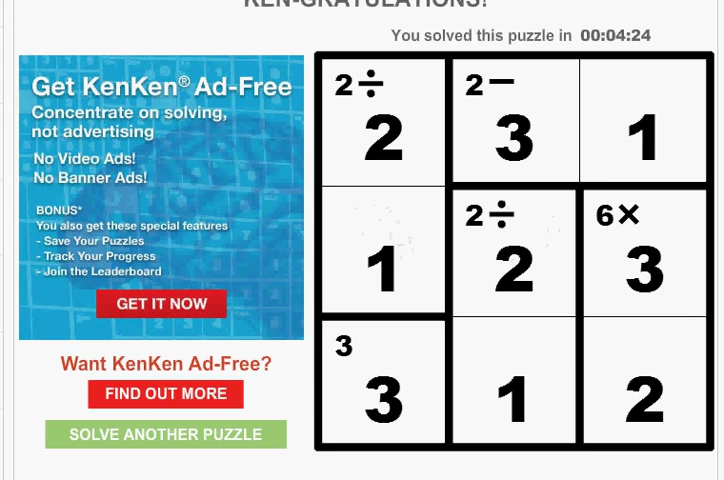 KEN-GRATULATIONS!
You solved this puzzle in 00:04:24
Get KenKen® Ad-Free
Concentrate on solving,
not advertising
No Video Ads!
No Banner Ads!
BONUS*
You also get these special features
- Save Your Puzzles
- Track Your Progress
- Join the Leaderboard
GET IT NOW
Want KenKen Ad-Free?
FIND OUT MORE
SOLVE ANOTHER PUZZLE
2÷ 2−
2 3 1
2÷ 6×
1 2 3
3
3 1 2